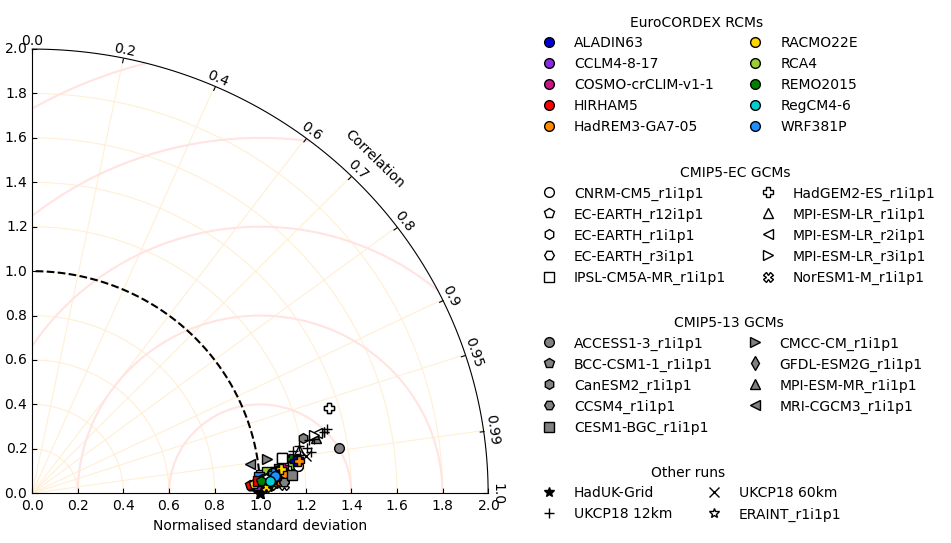 EuroCORDEX RCMs
ALADIN63
CCLM4-8-17
COSMO-crCLIM-v1-1
HIRHAM5
HadREM3-GA7-05
RACMO22E
RCA4
REMO2015
RegCM4-6
WRF381P
CMIP5-EC GCMs
CNRM-CM5_r1i1p1
EC-EARTH_r12i1p1
EC-EARTH_r1i1p1
EC-EARTH_r3i1p1
IPSL-CM5A-MR_r1i1p1
HadGEM2-ES_r1i1p1
MPI-ESM-LR_r1i1p1
MPI-ESM-LR_r2i1p1
MPI-ESM-LR_r3i1p1
NorESM1-M_r1i1p1
CMIP5-13 GCMs
ACCESS1-3_r1i1p1
BCC-CSM1-1_r1i1p1
CanESM2_r1i1p1
CCSM4_r1i1p1
CESM1-BGC_r1i1p1
CMCC-CM_r1i1p1
GFDL-ESM2G_r1i1p1
MPI-ESM-MR_r1i1p1
MRI-CGCM3_r1i1p1
Other runs
HadUK-Grid
UKCP18 12km
UKCP18 60km
ERAINT_r1i1p1
2.0
1.8
1.6
1.4
1.2
1.0
0.8
0.6
0.4
0.2
0.0
0.0
0.2
0.4
0.6
0.7
0.8
0.9
0.95
0.99
1.0
Correlation
0.0
0.2
0.4
0.6
0.8
1.0
1.2
1.4
1.6
1.8
2.0
Normalised standard deviation